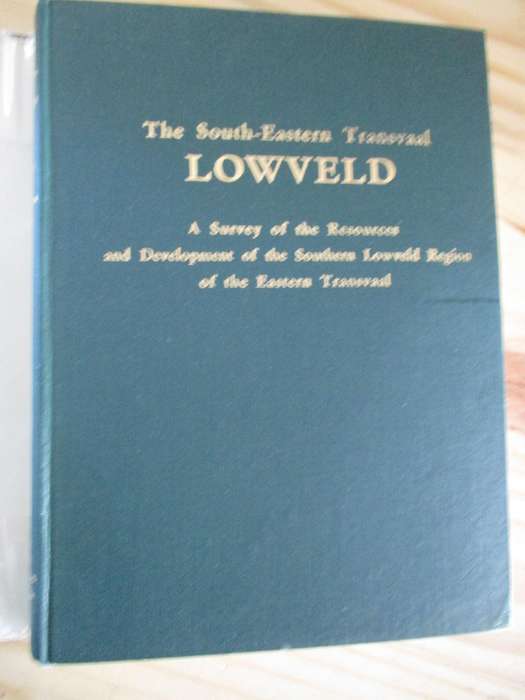 The South-Eastern Transvaal
LOWVELD
A Survey of the Resources
and Development of the Southern Lowveld Region
of the Eastern Transvaal